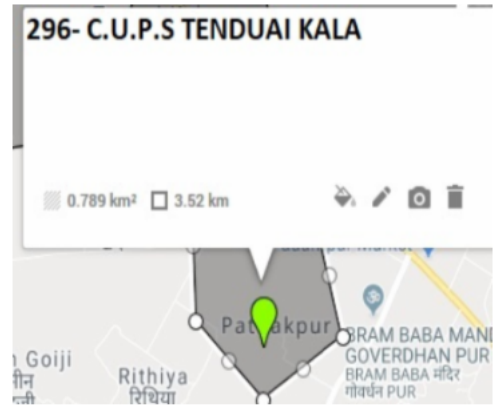 296- C.U.P.S TENDUAI KALA
0.789 km² 3.52 km
Goiji
Rithiya
रिथिया
BRAM BABA MANDI
GOVERDHAN PUR
BRAM BABA मंदिर
गोवर्धन PUR